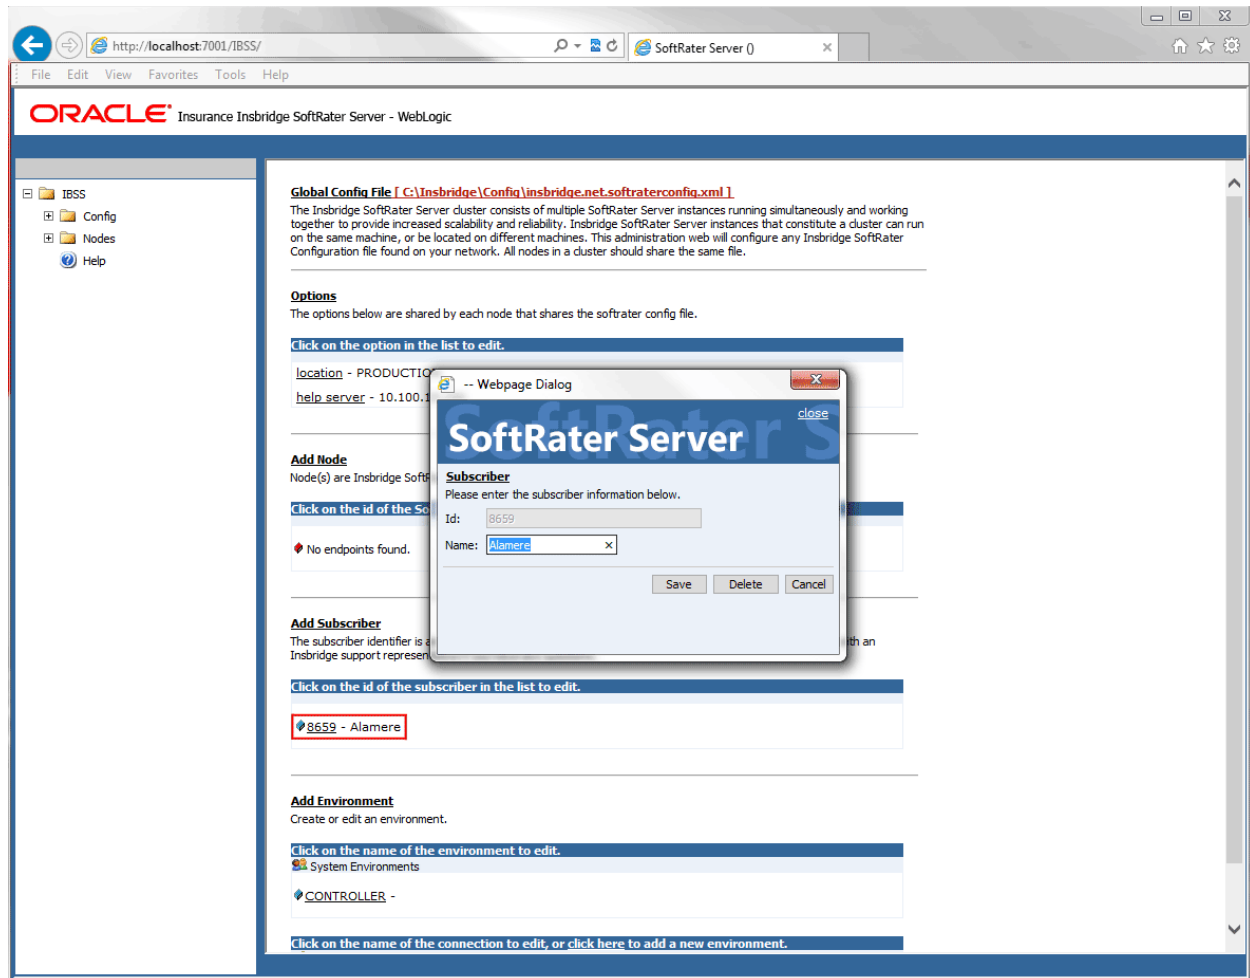 http://localhost:7001/IBSS/
SoftRater Server ()
File Edit View Favorites Tools Help
ORACLE Insurance Insbridge SoftRater Server - WebLogic
IBSS
Config
Nodes
Help
Global Config File [ C:\Insbridge\Config\insbridge.net.softraterconfig.xml ]
The Insbridge SoftRater Server cluster consists of multiple SoftRater Server instances running simultaneously and working
together to provide increased scalability and reliability. Insbridge SoftRater Server instances that constitute a cluster can run
on the same machine, or be located on different machines. This administration web will configure any Insbridge SoftRater
Configuration file found on your network. All nodes in a cluster should share the same file.
Options
The options below are shared by each node that shares the softrater config file.
Click on the option in the list to edit.
location - PRODUCTIO
help server - 10.100.1
Add Node
Node(s) are Insbridge Soft
Click on the id of the So
No endpoints found.
-- Webpage Dialog
close
SoftRater Server
SoftRater S
Subscriber
Please enter the subscriber information below.
Id: 8659
Name: Alamere
Save Delete Cancel
Add Subscriber
The subscriber identifier is a ith an
Insbridge support represen
Click on the id of the subscriber in the list to edit.
8659 - Alamere
Add Environment
Create or edit an environment.
Click on the name of the environment to edit.
System Environments
CONTROLLER -
Click on the name of the connection to edit, or click here to add a new environment.